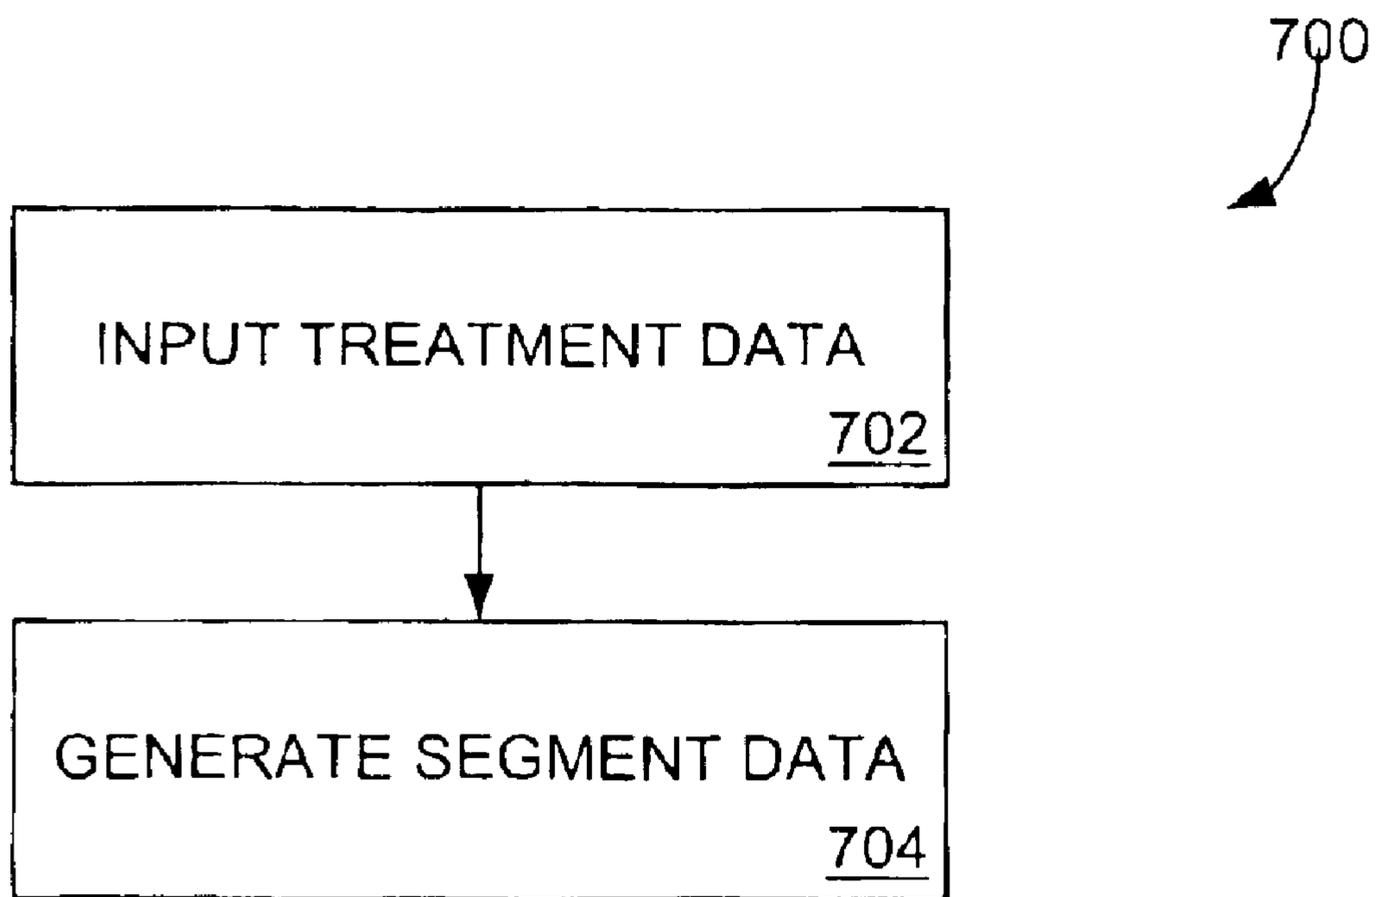 700
INPUT TREATMENT DATA
702
GENERATE SEGMENT DATA
704